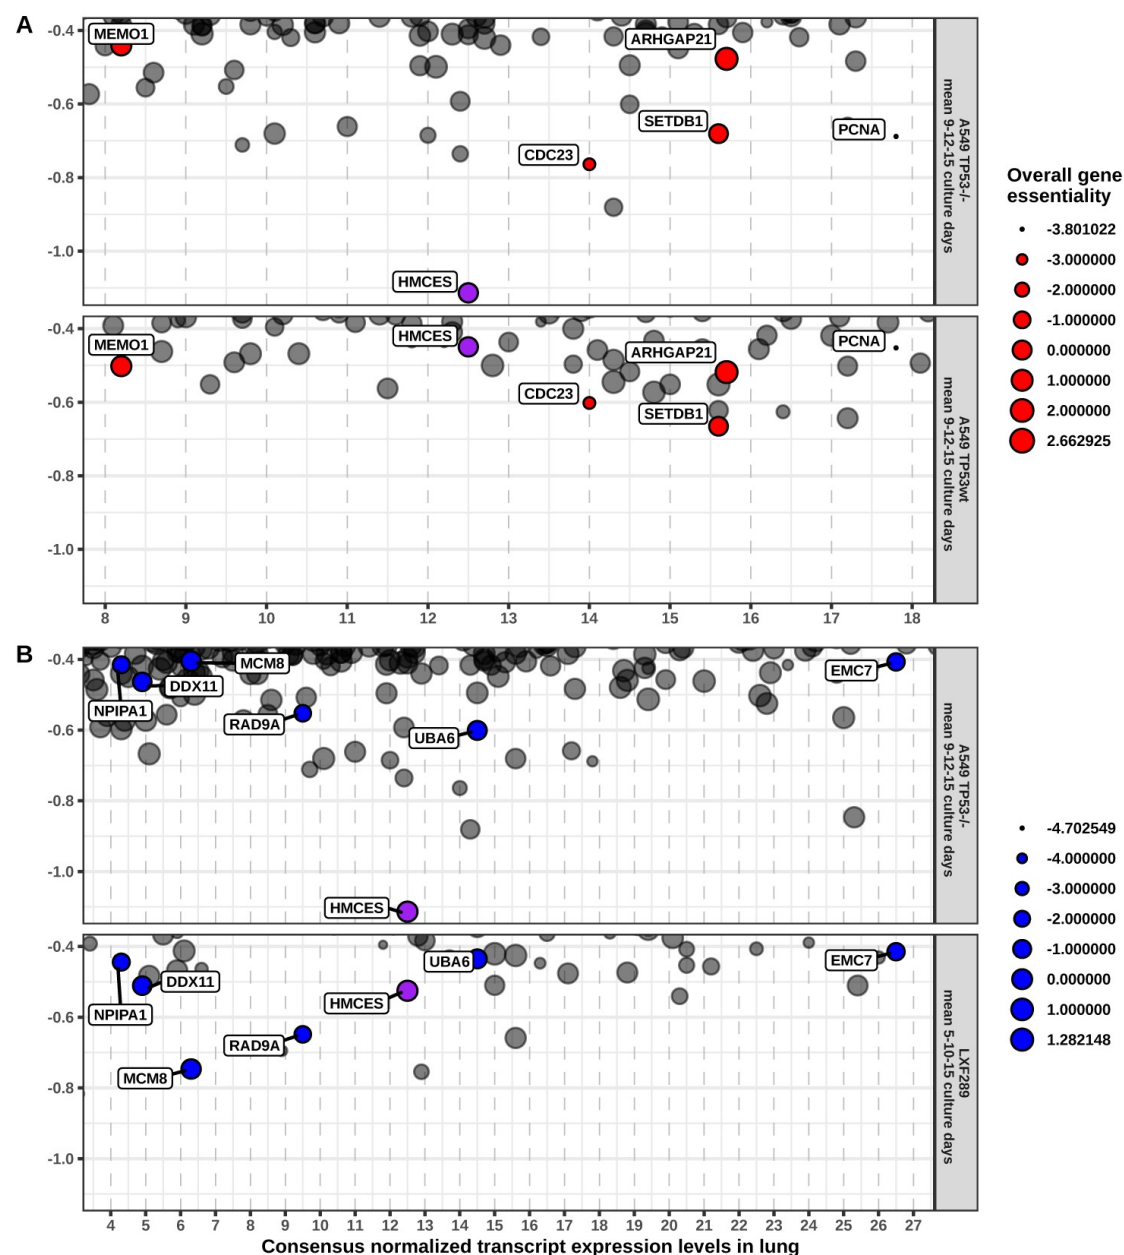 A
-0.4
-0.6
-0.8
-1.0
MEMO1
ARHGAP21
SETDB1
PCNA
CDC23
HMCES
A549 TP53-/-
mean 9-12-15 culture days
-0.4
-0.6
-0.8
-1.0
MEMO1
HMCES
ARHGAP21
PCNA
CDC23
SETDB1
A549 TP53wt
mean 9-12-15 culture days
8 9 10 11 12 13 14 15 16 17 18
Overall gene
essentiality
-3.801022
-3.000000
-2.000000
-1.000000
0.000000
1.000000
2.000000
2.662925
B
-0.4
-0.6
-0.8
-1.0
MCM8
EMC7
DDX11
NPIPA1
RAD9A
UBA6
HMCES
A549 TP53-/-
mean 9-12-15 culture days
-0.4
-0.6
-0.8
-1.0
UBA6
EMC7
DDX11
HMCES
NPIPA1
RAD9A
MCM8
LXF289
mean 5-10-15 culture days
4 5 6 7 8 9 10 11 12 13 14 15 16 17 18 19 20 21 22 23 24 25 26 27
Consensus normalized transcript expression levels in lung
-4.702549
-4.000000
-3.000000
-2.000000
-1.000000
0.000000
1.000000
1.282148